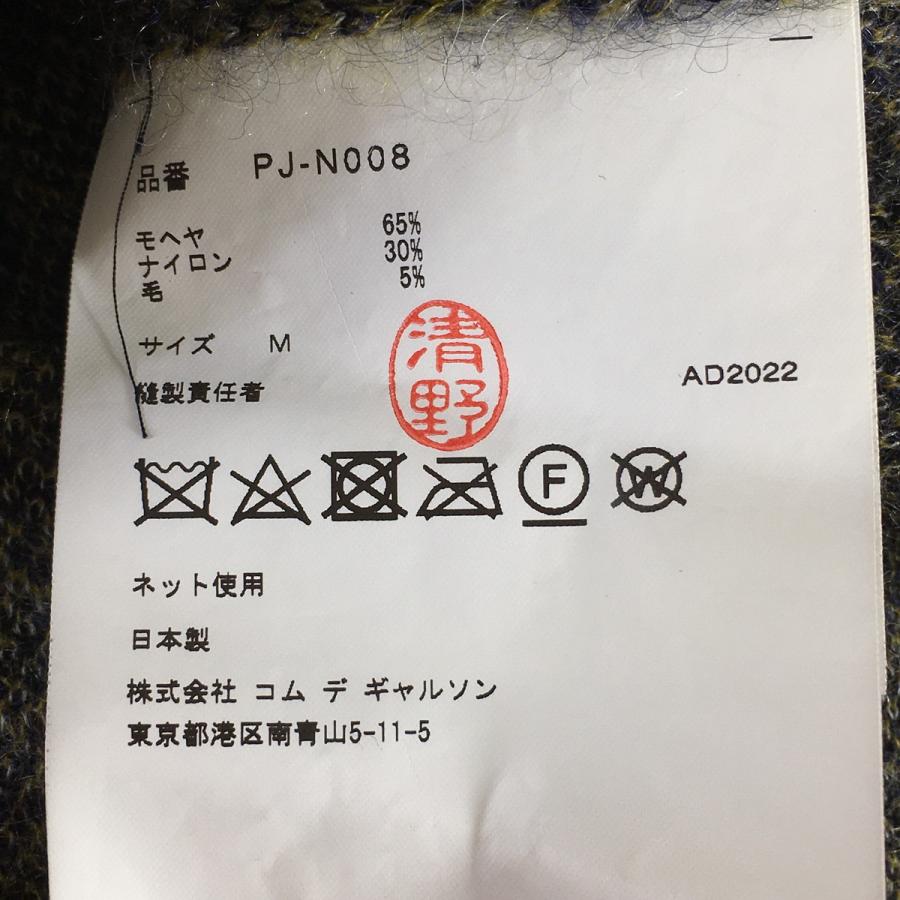 品番 PJ-N008
モヘヤ 65%
ナイロン 30%
毛 5%
サイズ M
清野
AD2022
縫製責任者
F W
ネット使用
日本製
株式会社 コム デ ギャルソン
東京都港区南青山5-11-5